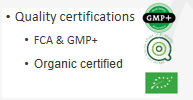 • Quality certifications
GMP+
• FCA & GMP+
• Organic certified